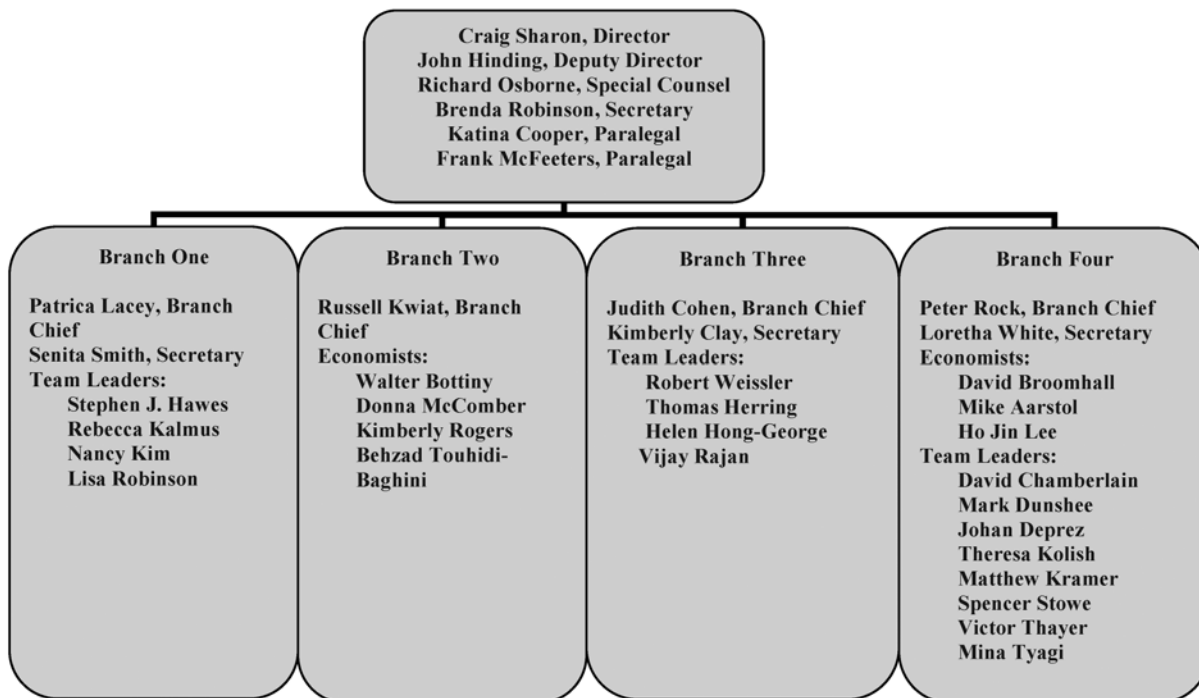 Craig Sharon, Director
John Hinding, Deputy Director
Richard Osborne, Special Counsel
Brenda Robinson, Secretary
Katina Cooper, Paralegal
Frank McFeeters, Paralegal
Branch One
Patrica Lacey, Branch
Chief
Senita Smith, Secretary
Team Leaders:
Stephen J. Hawes
Rebecca Kalmus
Nancy Kim
Lisa Robinson
Branch Two
Russell Kwiat, Branch
Chief
Economists:
Walter Bottiny
Donna McComber
Kimberly Rogers
Behzad Touhidi-
Baghini
Branch Three
Judith Cohen, Branch Chief
Kimberly Clay, Secretary
Team Leaders:
Robert Weissler
Thomas Herring
Helen Hong-George
Vijay Rajan
Branch Four
Peter Rock, Branch Chief
Loretha White, Secretary
Economists:
David Broomhall
Mike Aarstol
Ho Jin Lee
Team Leaders:
David Chamberlain
Mark Dunshee
Johan Deprez
Theresa Kolish
Matthew Kramer
Spencer Stowe
Victor Thayer
Mina Tyagi